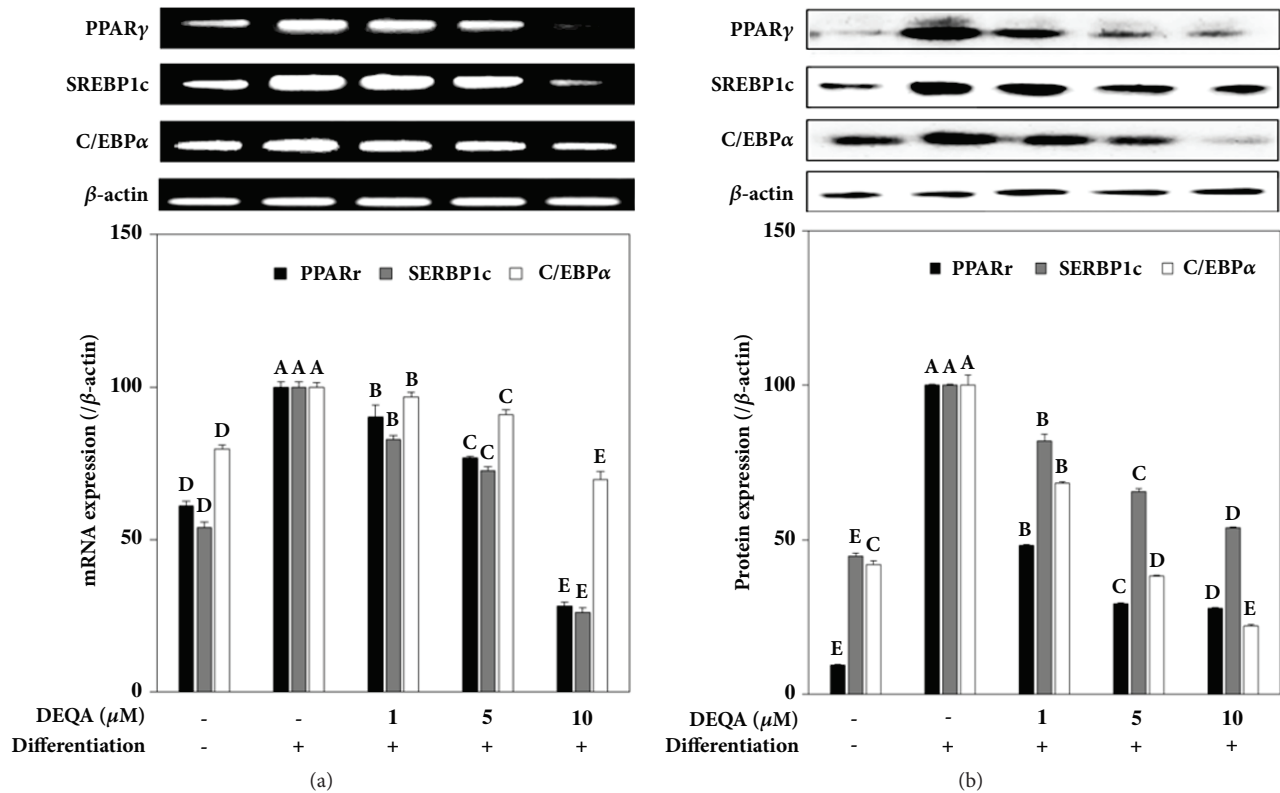 PPARγ
SREBP1c
C/EBPα
β-actin
150
PPARr SERBP1c C/EBPα
mRNA expression (/β-actin)
A A A
100
B
B
B
C
C C
D
D
D
E
E E
50
0
DEQA (μM) - - 1 5 10
Differentiation - + + + +
(a)
PPARγ
SREBP1c
C/EBPα
β-actin
150
PPARr SERBP1c C/EBPα
Protein expression (/β-actin)
A A A
100
B
B
B
C
C
D
D
D
E
E C
E
50
0
DEQA (μM) - - 1 5 10
Differentiation - + + + +
(b)